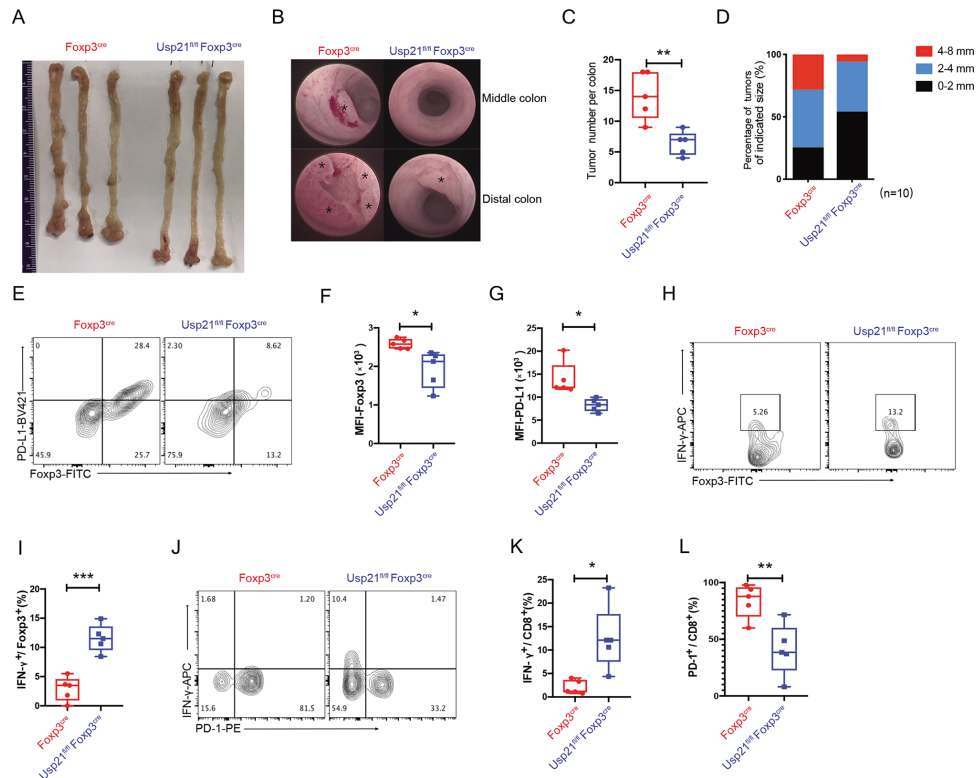 A
Foxp3cre
Usp21fl/fl Foxp3cre
B
Foxp3cre
Usp21fl/fl Foxp3cre
*
Middle colon
*
*
*
*
*
Distal colon
C
**
Tumor number per colon
20
15
10
5
0
Foxp3cre
Usp21fl/fl Foxp3cre
D
Percentage of tumors
of indicated size (%)
100
50
0
Foxp3cre
Usp21fl/fl Foxp3cre
(n=10)
4-8 mm
2-4 mm
0-2 mm
E
Foxp3cre
Usp21fl/fl Foxp3cre
0
28.4
2.30
8.62
45.9
25.7
75.9
13.2
PD-L1-BV421
Foxp3-FITC
F
*
MFI-Foxp3 (×10³)
3
2
1
0
Foxp3cre
Usp21fl/fl Foxp3cre
G
*
MFI-PD-L1 (×10³)
25
20
15
10
5
0
Foxp3cre
Usp21fl/fl Foxp3cre
H
Foxp3cre
Usp21fl/fl Foxp3cre
5.26
13.2
IFN-γ-APC
Foxp3-FITC
I
***
IFN-γ+/ Foxp3+(%)
20
15
10
5
0
Foxp3cre
Usp21fl/fl Foxp3cre
J
Foxp3cre
Usp21fl/fl Foxp3cre
1.68
1.20
10.4
1.47
15.6
81.5
54.9
33.2
IFN-γ-APC
PD-1-PE
K
*
IFN- γ+/ CD8+(%)
25
20
15
10
5
0
Foxp3cre
Usp21fl/fl Foxp3cre
L
**
PD-1+/ CD8+(%)
100
50
0
Foxp3cre
Usp21fl/fl Foxp3cre